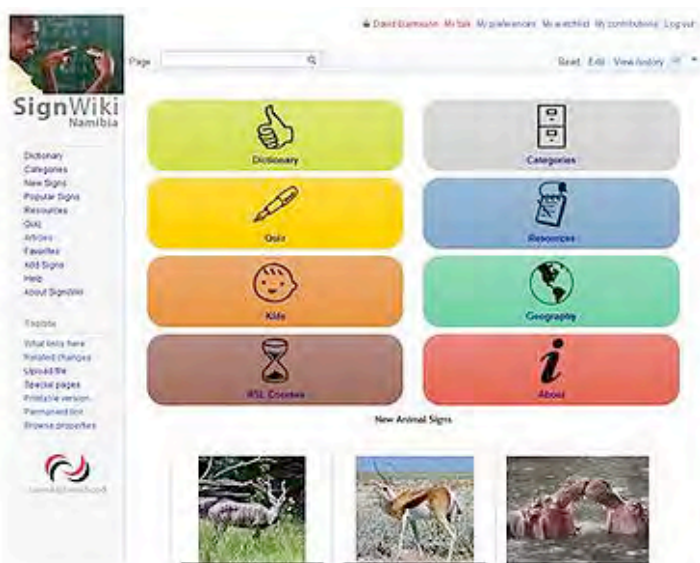 My talk My preferences My watchlist My contributions Log out
Page
Read Edit View history
SignWiki
Namibia
Dictionary
Categories
New Signs
Popular Signs
Resources
Quiz
Articles
Favorites
Add Signs
Help
About SignWiki
Toolbox
What links here
Related changes
Upload file
Special pages
Printable version
Permanent link
Browse properties
Dictionary
Categories
Quiz
Resources
Kids
Geography
Courses
About
New Animal Signs